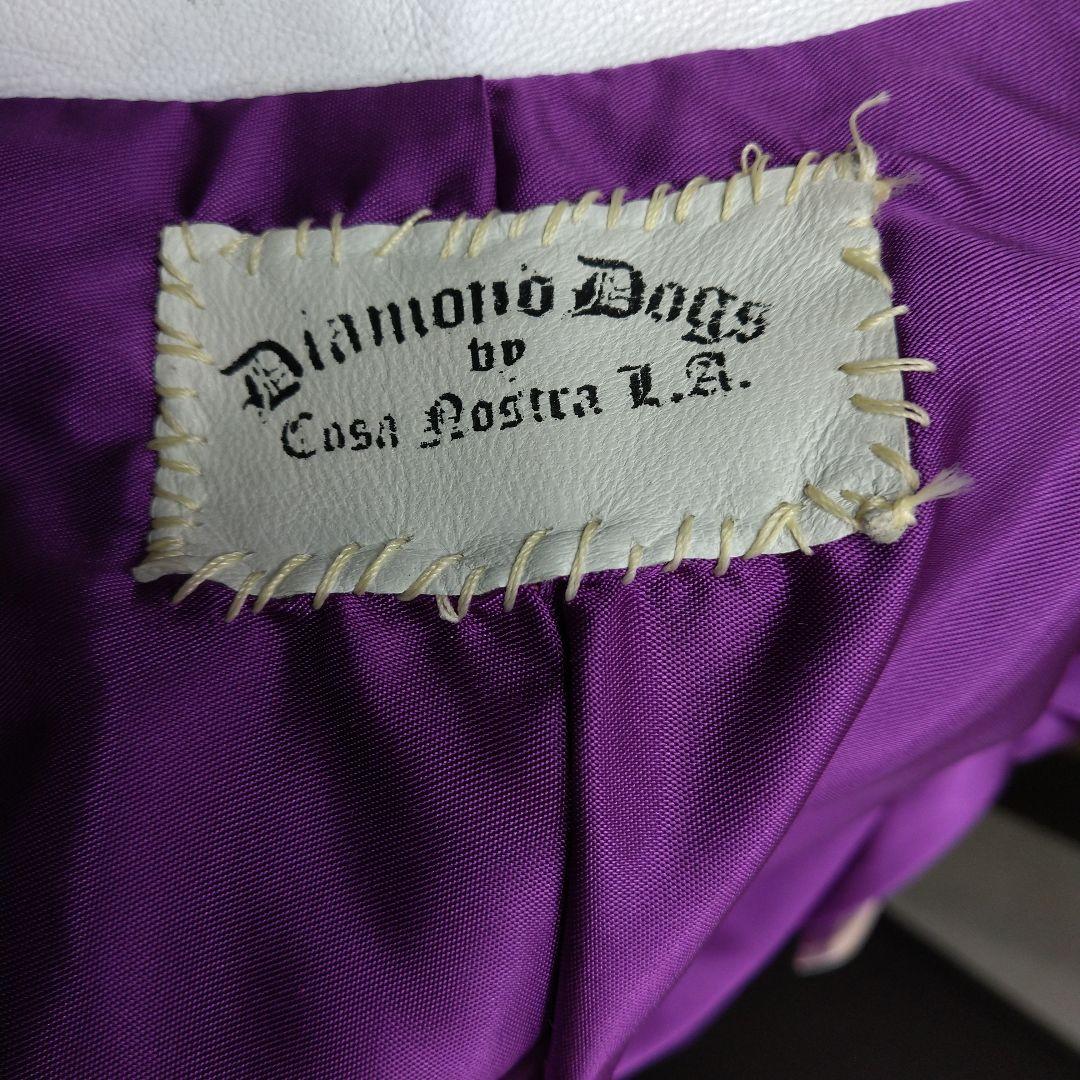 Diamond Dogs
by
Cosa Nostra L.A.